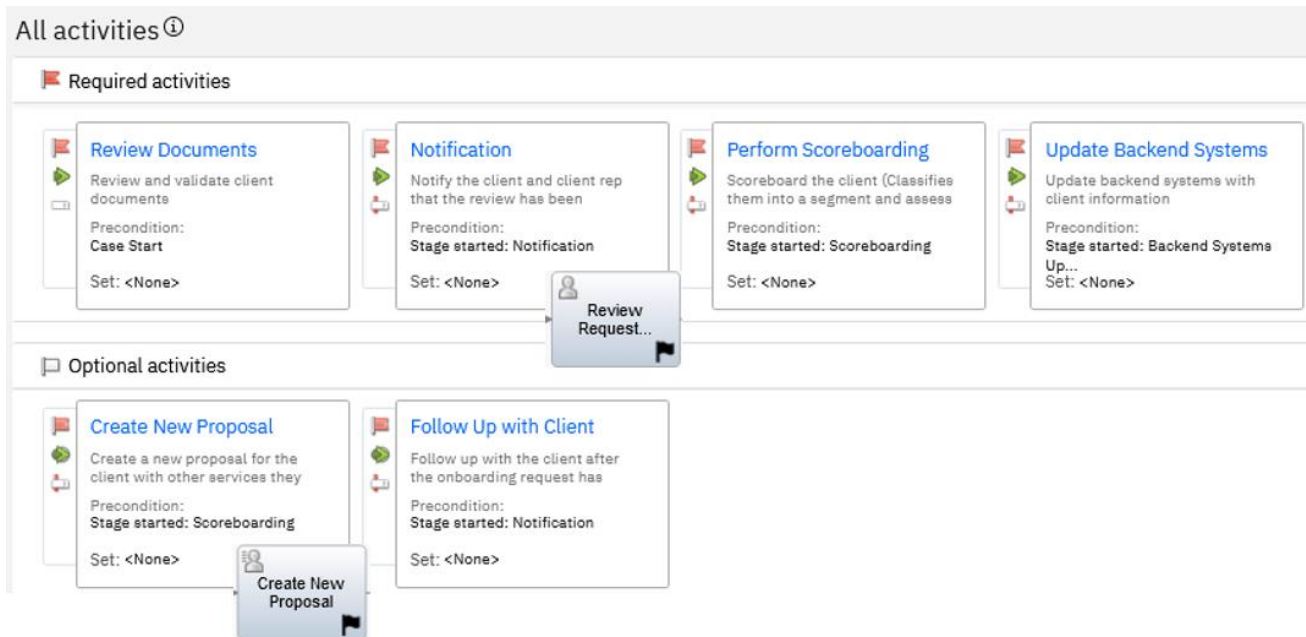 All activities
Required activities
Review Documents
Review and validate client
documents
Precondition:
Case Start
Set: <None>
Notification
Notify the client and client rep
that the review has been
Precondition:
Stage started: Notification
Set: <None>
Perform Scoreboarding
Scoreboard the client (Classifies
them into a segment and assess
Precondition:
Stage started: Scoreboarding
Set: <None>
Update Backend Systems
Update backend systems with
client information
Precondition:
Stage started: Backend Systems
Up...
Set: <None>
Review
Request...
Optional activities
Create New Proposal
Create a new proposal for the
client with other services they
Precondition:
Stage started: Scoreboarding
Set: <None>
Follow Up with Client
Follow up with the client after
the onboarding request has
Precondition:
Stage started: Notification
Set: <None>
Create New
Proposal